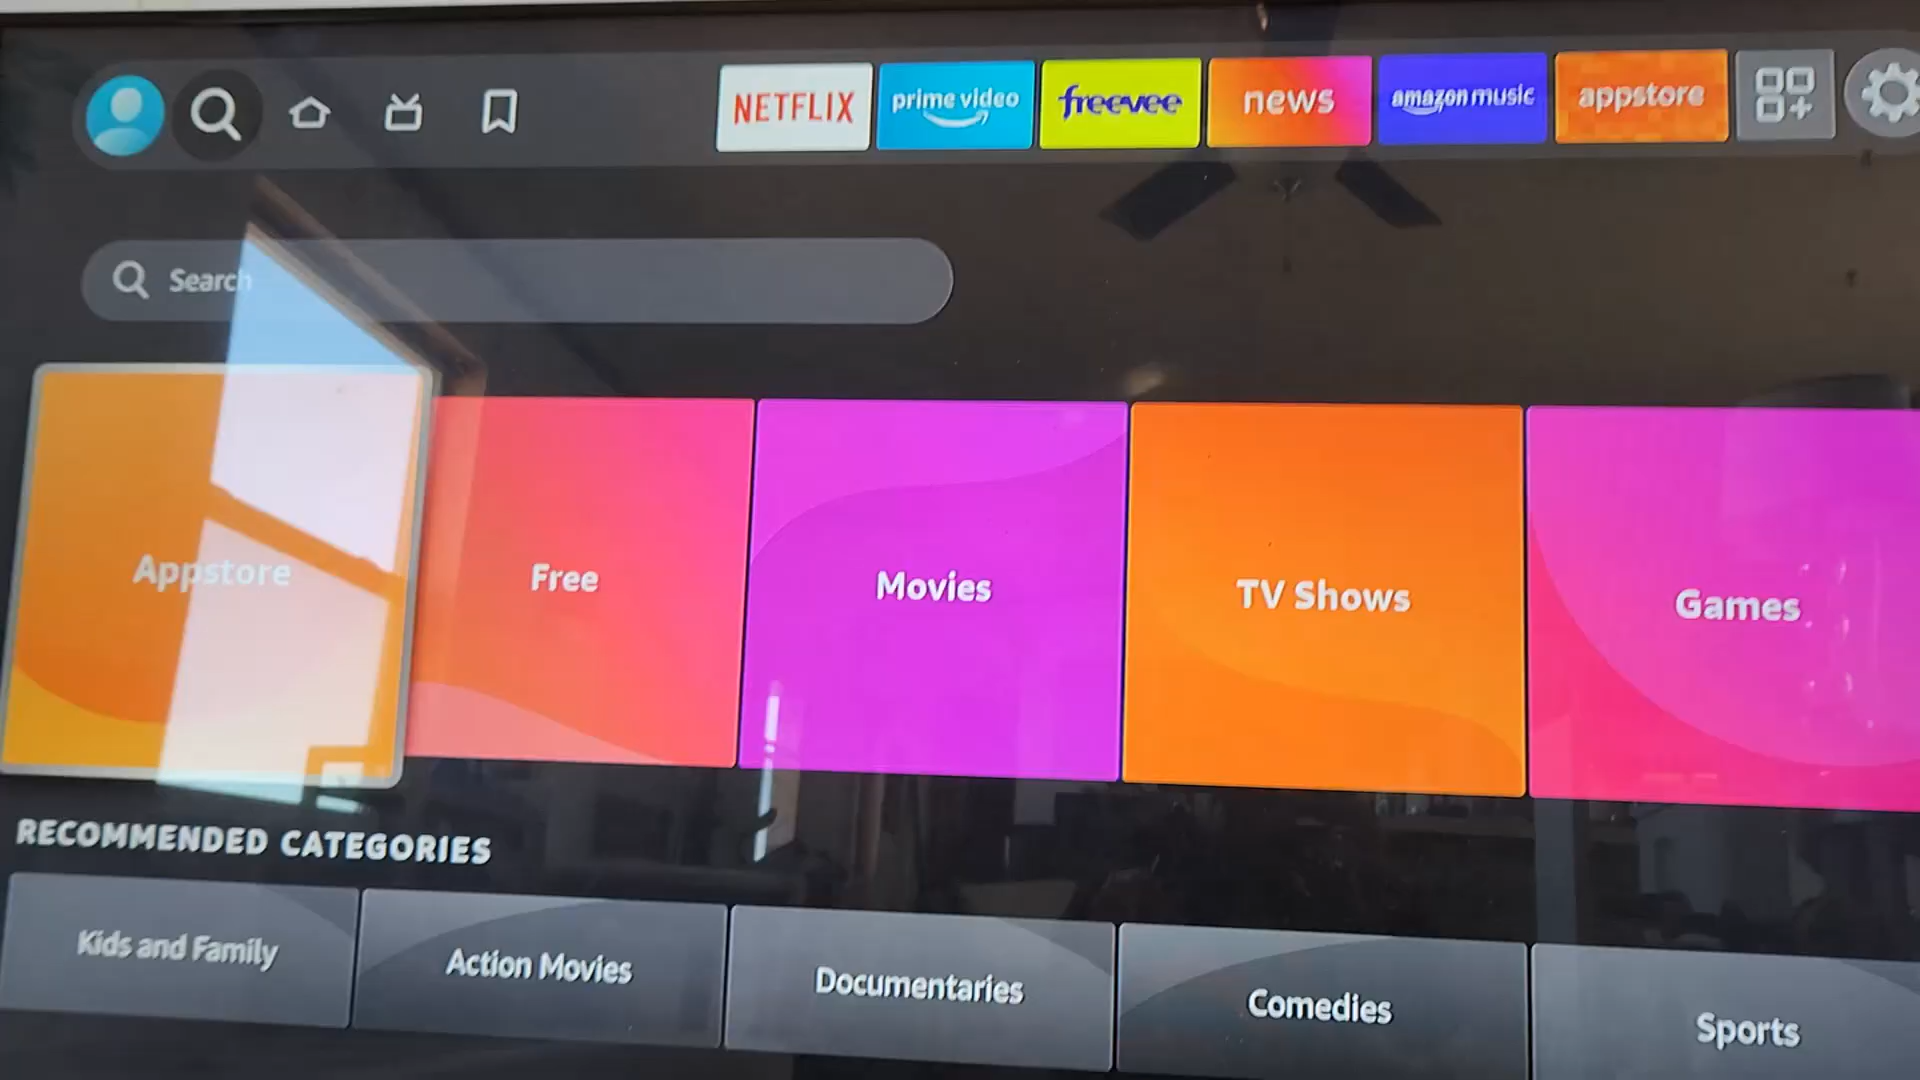 NETFLIX
prime video
freevee
news
amazon music
appstore
Search
Appstore
Free
Movies
TV Shows
Games
RECOMMENDED CATEGORIES
Kids and Family
Action Movies
Documentaries
Comedies
Sports